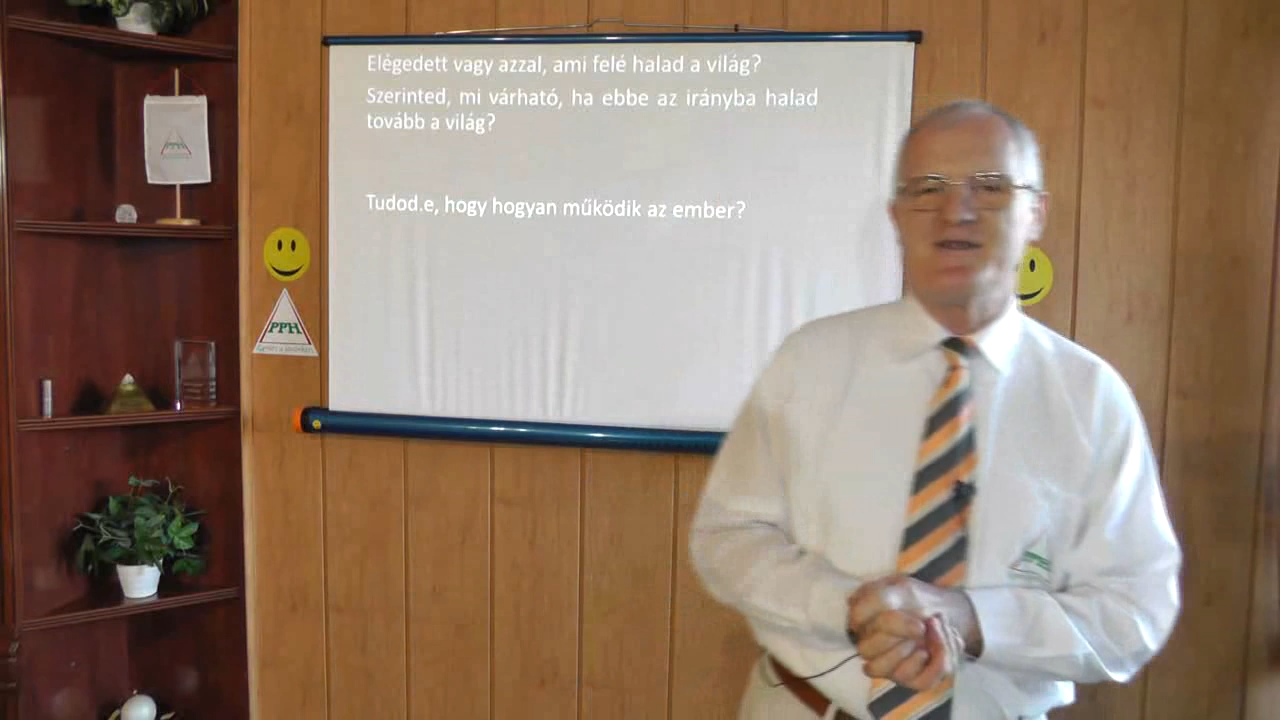 Elégedett vagy azzal, ami felé halad a világ?
Szerinted, mi várható, ha ebbe az irányba halad
tovább a világ?
Tudod.e, hogy hogyan működik az ember?
PPH
PPH